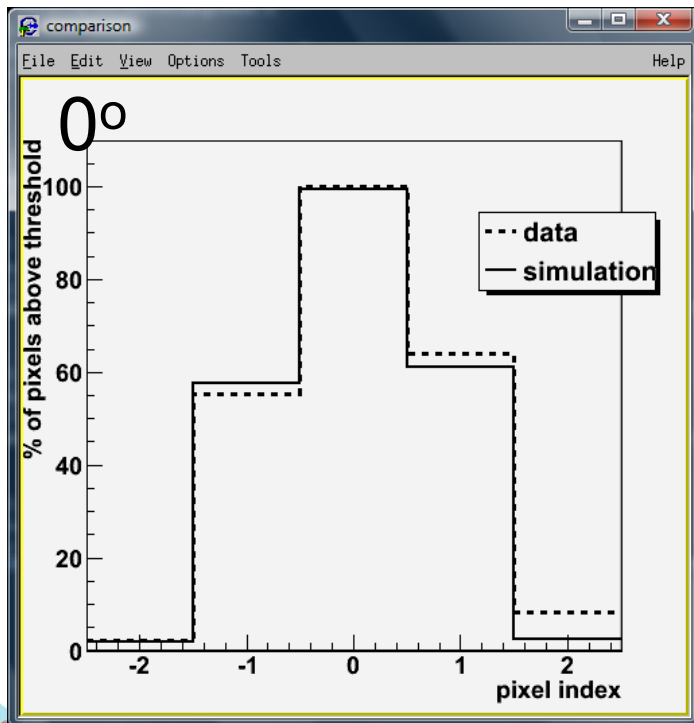 comparison
File Edit View Options Tools Help
0º
% of pixels above threshold
100
80
60
40
20
0
data
simulation
-2 -1 0 1 2
pixel index